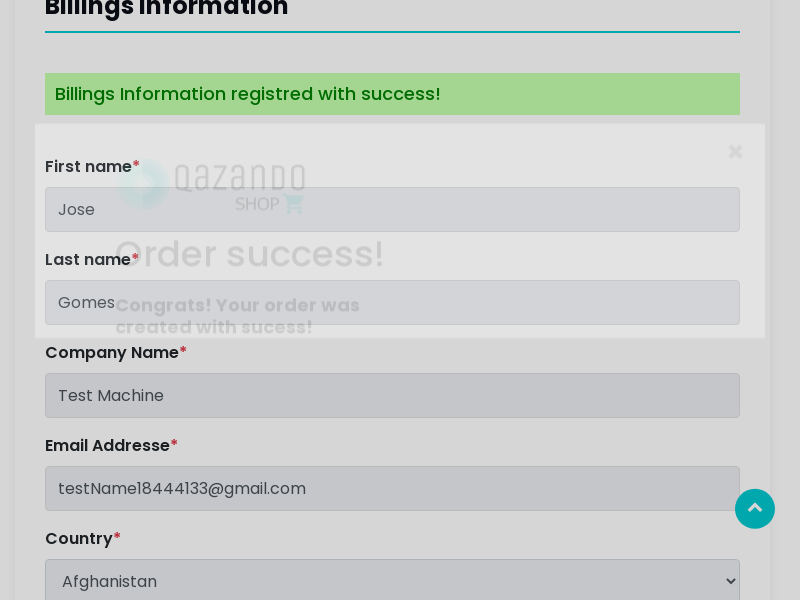 Billings Information
Billings Information registred with success!
First name*
Jose
Last name*
Gomes
Company Name*
Test Machine
Email Addresse*
testName18444133@gmail.com
Country*
Afghanistan
×
QAZANDO
SHOP
Order success!
Congrats! Your order was
created with sucess!